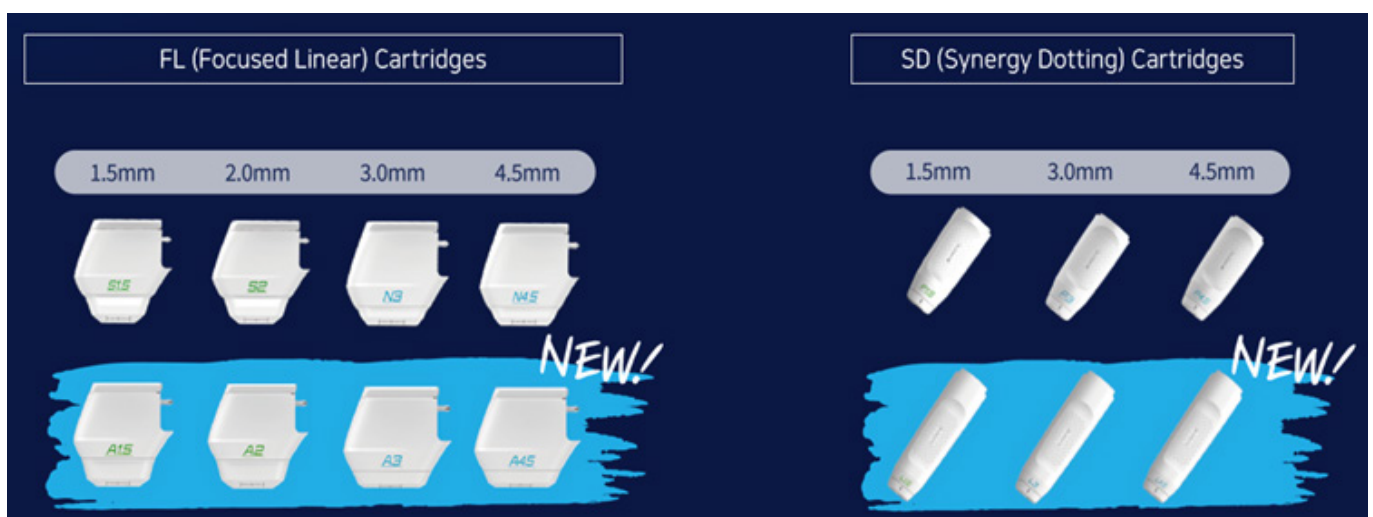 FL (Focused Linear) Cartridges
1.5mm 2.0mm 3.0mm 4.5mm
S1.5 S2 N3 N4.5
NEW!
A1.5 A2 A3 A4.5
SD (Synergy Dotting) Cartridges
1.5mm 3.0mm 4.5mm
NEW!